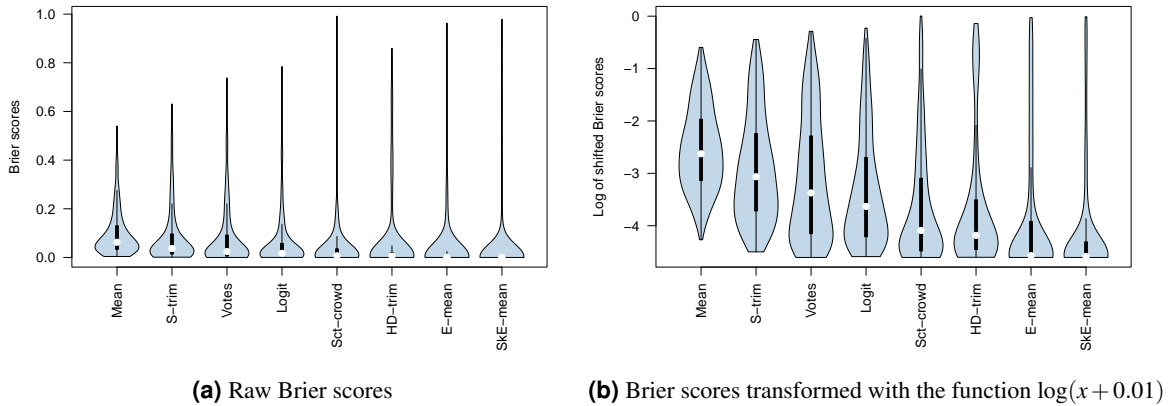 1.0
0.8
0.6
0.4
0.2
0.0
Brier scores
Mean
S−trim
Votes
Logit
Sct−crowd
HD−trim
E−mean
SkE−mean
(a) Raw Brier scores
0
−1
−2
−3
−4
Log of shifted Brier scores
Mean
S−trim
Votes
Logit
Sct−crowd
HD−trim
E−mean
SkE−mean
(b) Brier scores transformed with the function log(x + 0.01)